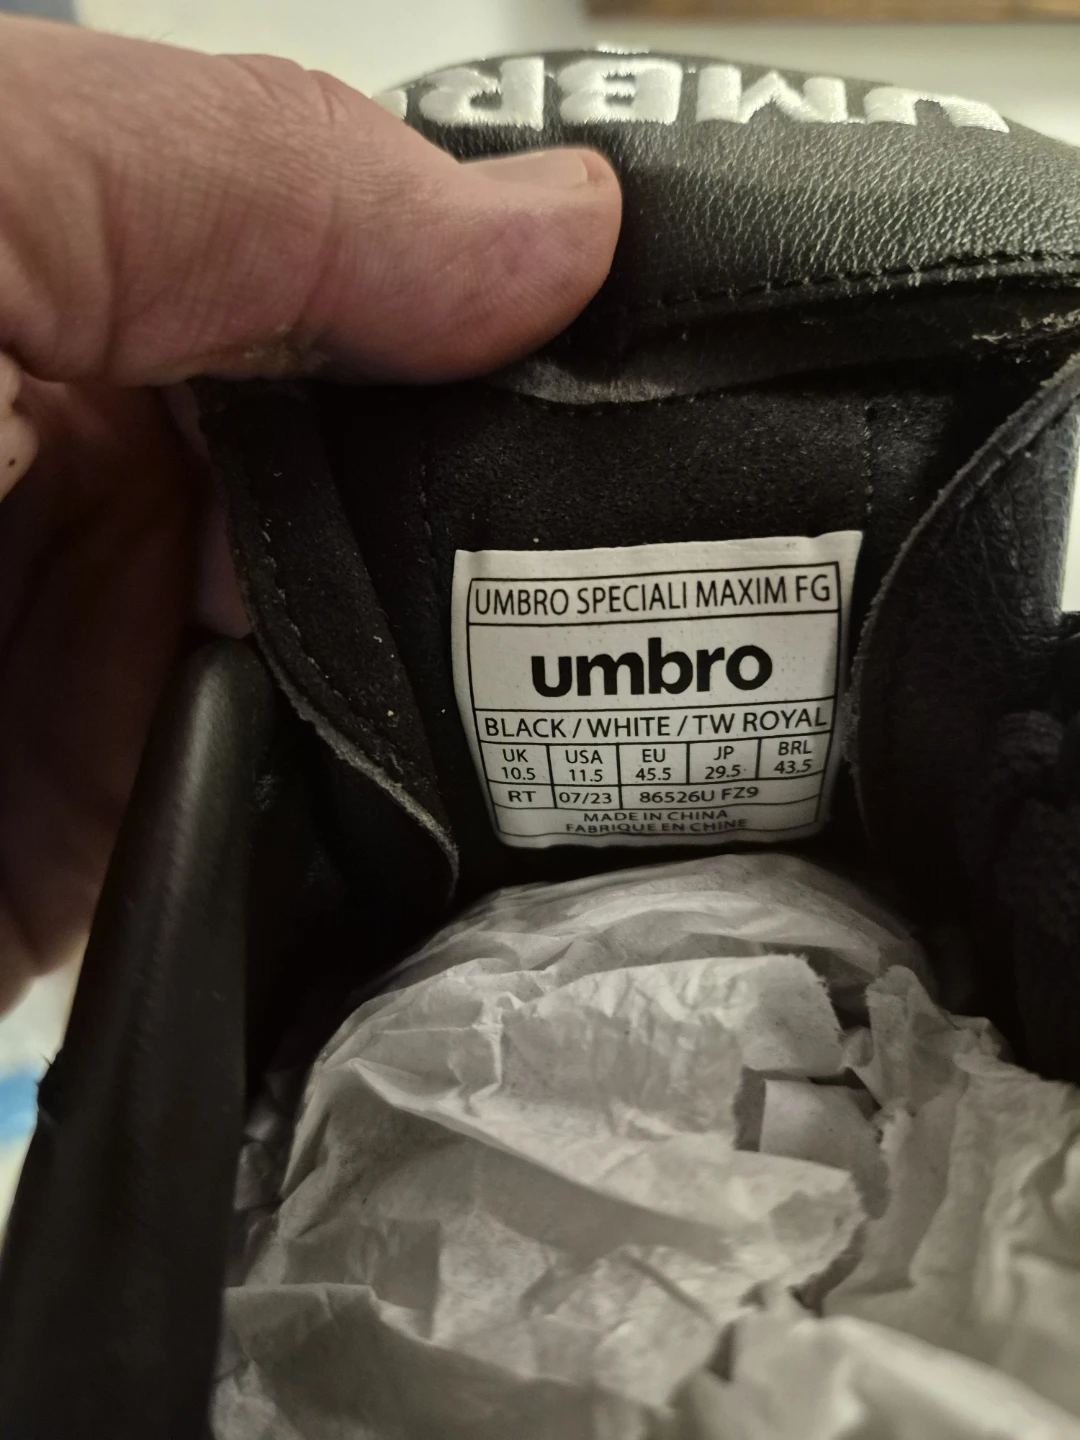 UMBR
UMBRO SPECIALI MAXIM FG
umbro
BLACK / WHITE / TW ROYAL
UK USA EU JP BRL
10.5 11.5 45.5 29.5 43.5
RT 07/23 86526U FZ9
MADE IN CHINA
FABRIQUE EN CHINE